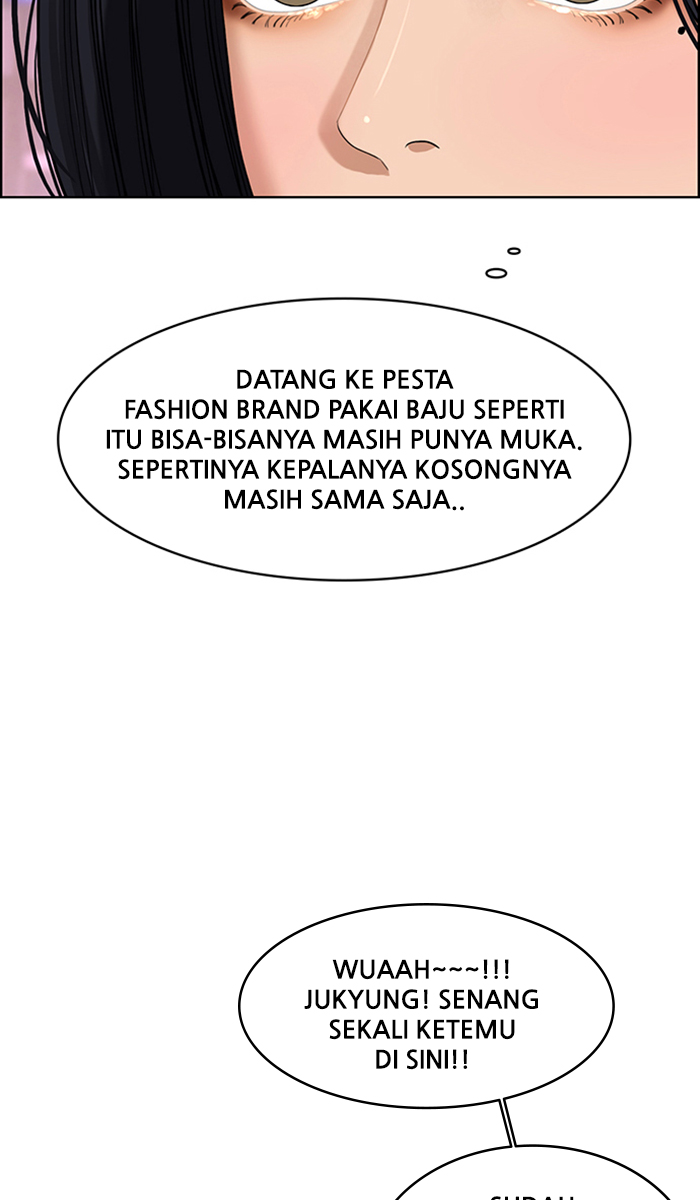 DATANG KE PESTA
FASHION BRAND PAKAI BAJU SEPERTI
ITU BISA-BISANYA MASIH PUNYA MUKA.
SEPERTINYA KEPALANYA KOSONGNYA
MASIH SAMA SAJA..
WUAAH~~~!!!
JUKYUNG! SENANG
SEKALI KETEMU
DI SINI!!